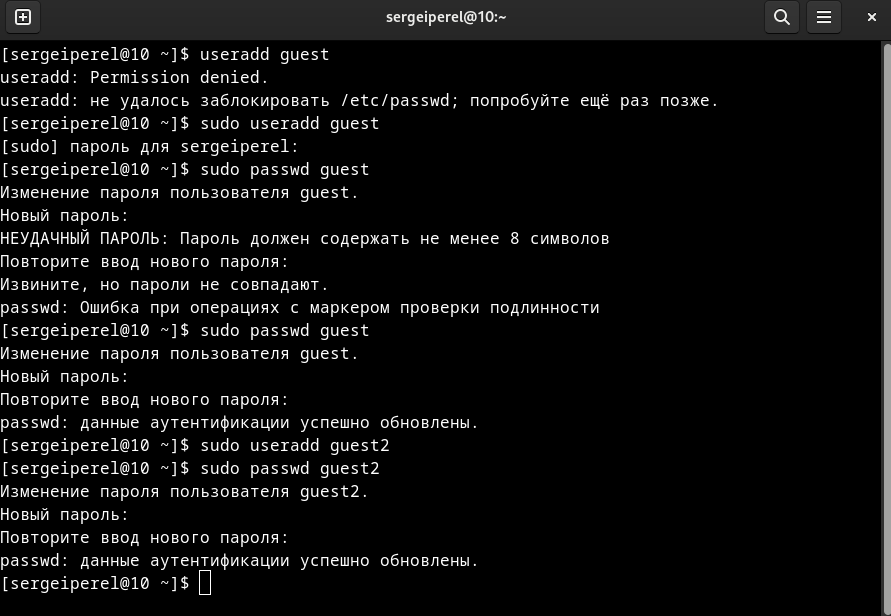 sergeiperel@10:~
[sergeiperel@10 ~]$ useradd guest
useradd: Permission denied.
useradd: не удалось заблокировать /etc/passwd; попробуйте ещё раз позже.
[sergeiperel@10 ~]$ sudo useradd guest
[sudo] пароль для sergeiperel:
[sergeiperel@10 ~]$ sudo passwd guest
Изменение пароля пользователя guest.
Новый пароль:
НЕУДАЧНЫЙ ПАРОЛЬ: Пароль должен содержать не менее 8 символов
Повторите ввод нового пароля:
Извините, но пароли не совпадают.
passwd: Ошибка при операциях с маркером проверки подлинности
[sergeiperel@10 ~]$ sudo passwd guest
Изменение пароля пользователя guest.
Новый пароль:
Повторите ввод нового пароля:
passwd: данные аутентификации успешно обновлены.
[sergeiperel@10 ~]$ sudo useradd guest2
[sergeiperel@10 ~]$ sudo passwd guest2
Изменение пароля пользователя guest2.
Новый пароль:
Повторите ввод нового пароля:
passwd: данные аутентификации успешно обновлены.
[sergeiperel@10 ~]$